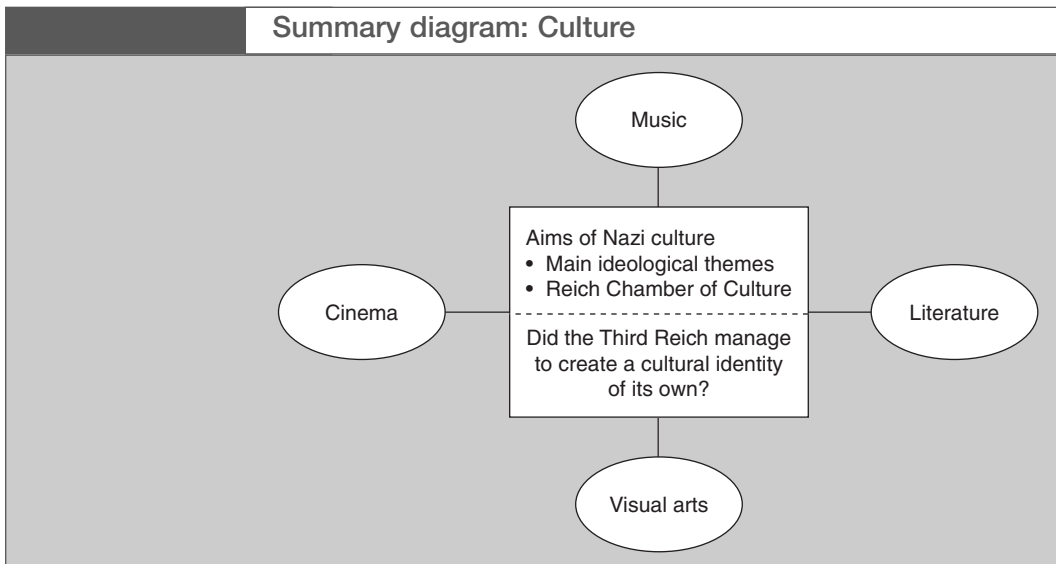 Summary diagram: Culture
Music
Aims of Nazi culture
• Main ideological themes
• Reich Chamber of Culture
Cinema
Literature
Did the Third Reich manage
to create a cultural identity
of its own?
Visual arts